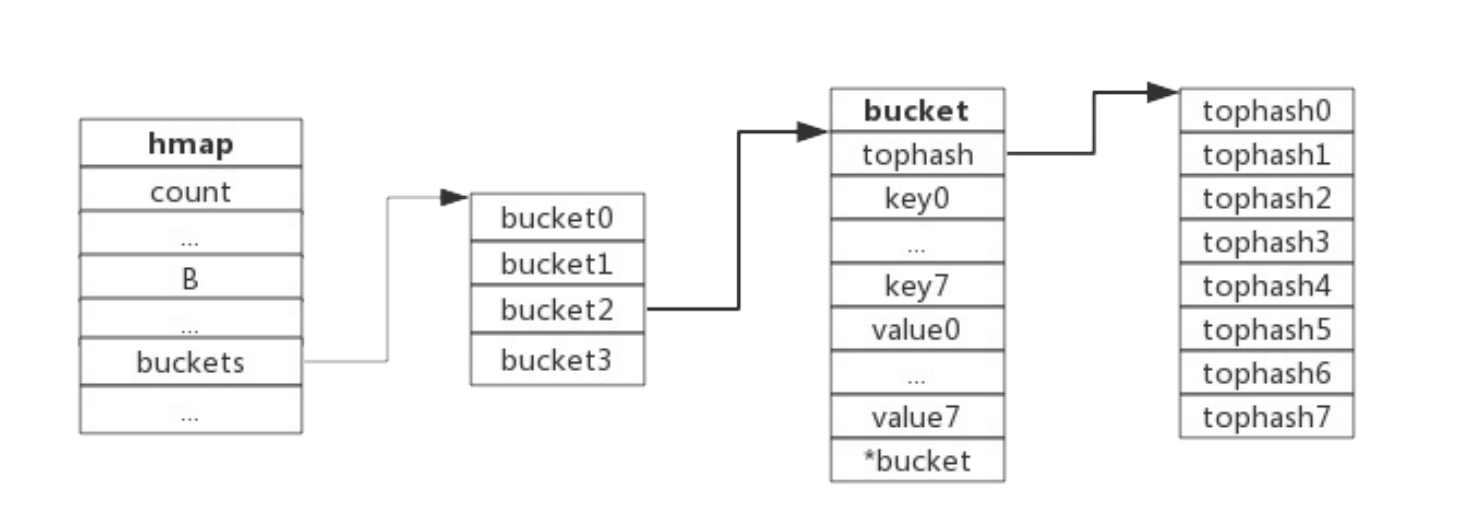 hmap
count
...
B
...
buckets
...
bucket0
bucket1
bucket2
bucket3
bucket
tophash
key0
...
key7
value0
...
value7
*bucket
tophash0
tophash1
tophash2
tophash3
tophash4
tophash5
tophash6
tophash7